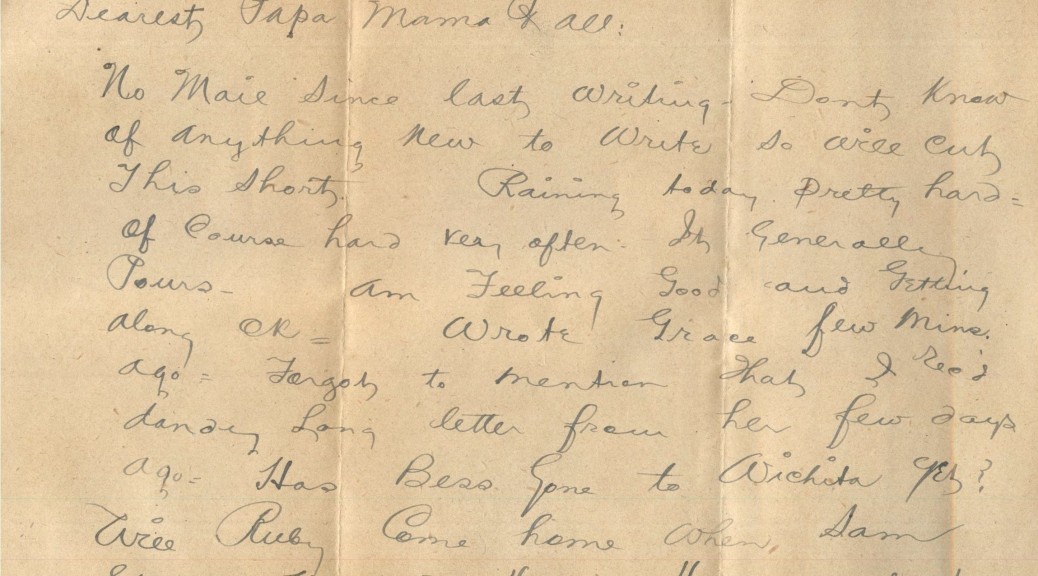 Dearest Papa Mama & all:
No Mail Since last writing - Dont Know
of anything New to Write so will cut
This short. Raining today pretty hard =
of Course hard very often - It Generally
Pours - am Feeling Good and Getting
along OK = Wrote Grace few Mins.
ago = Forgot to mention that I Rec'd
dandy Long letter from her few days
ago = Has Bess Gone to Wichita yet?
Will Ruby Come home when Sam